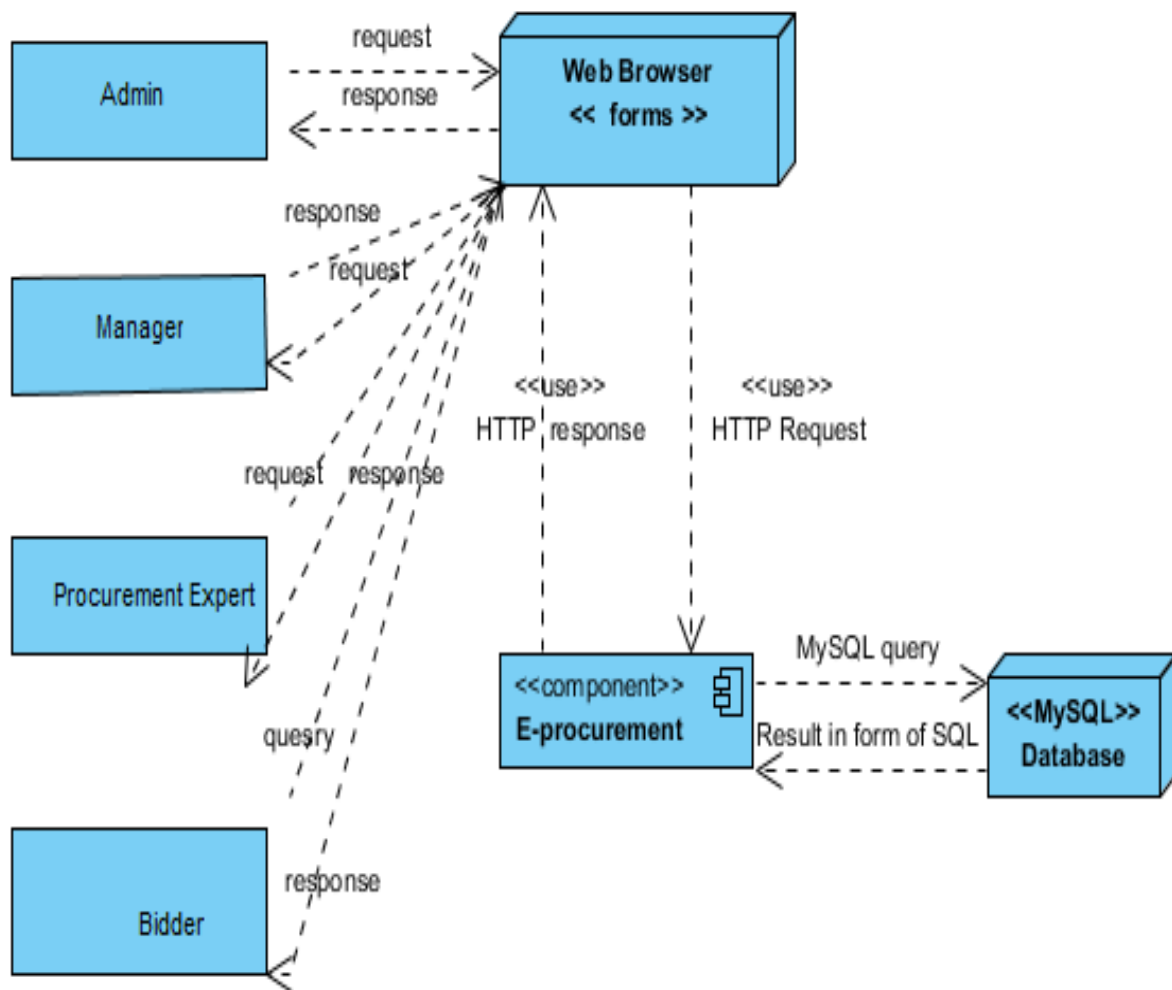 request
Admin
response
Web Browser
<< forms >>
response
request
Manager
<<use>>
HTTP response
<<use>>
HTTP Request
request
response
Procurement Expert
MySQL query
<<component>>
E-procurement
Result in form of SQL
<<MySQL>>
Database
quesry
response
Bidder